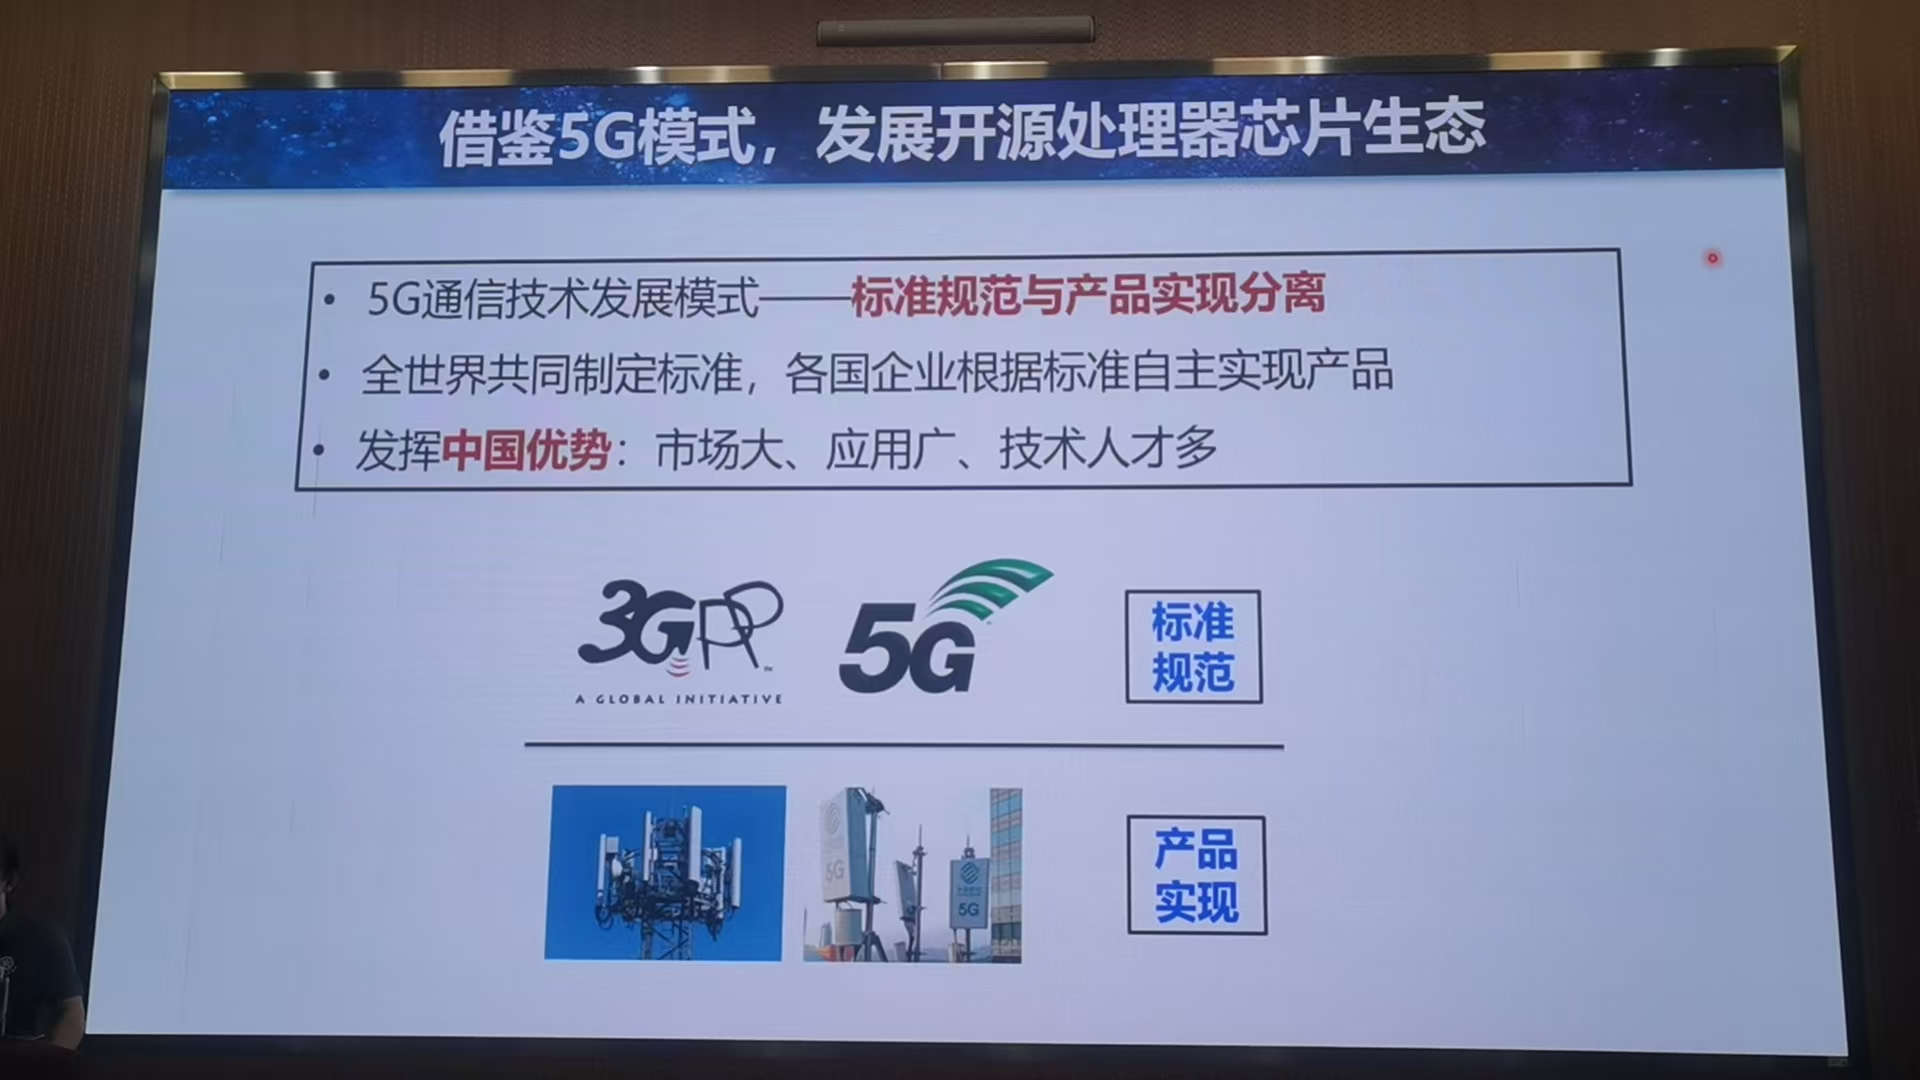 借鉴5G模式，发展开源处理器芯片生态
• 5G通信技术发展模式——标准规范与产品实现分离
• 全世界共同制定标准，各国企业根据标准自主实现产品
• 发挥中国优势：市场大、应用广、技术人才多
3GPP™
A GLOBAL INITIATIVE
5G
标准
规范
5G
5G
产品
实现